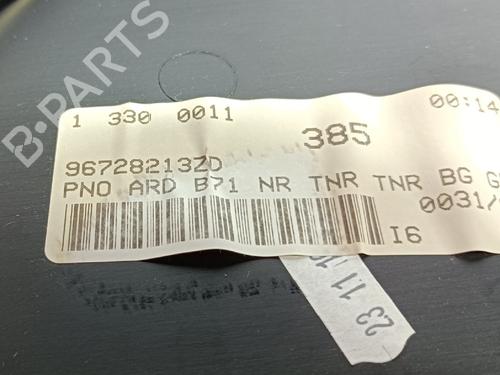 B-PARTS
1 330 0011
00:14
385
96728213ZD
PNO ARD B71 NR TNR TNR BG G
0031/
I6
23.11.1